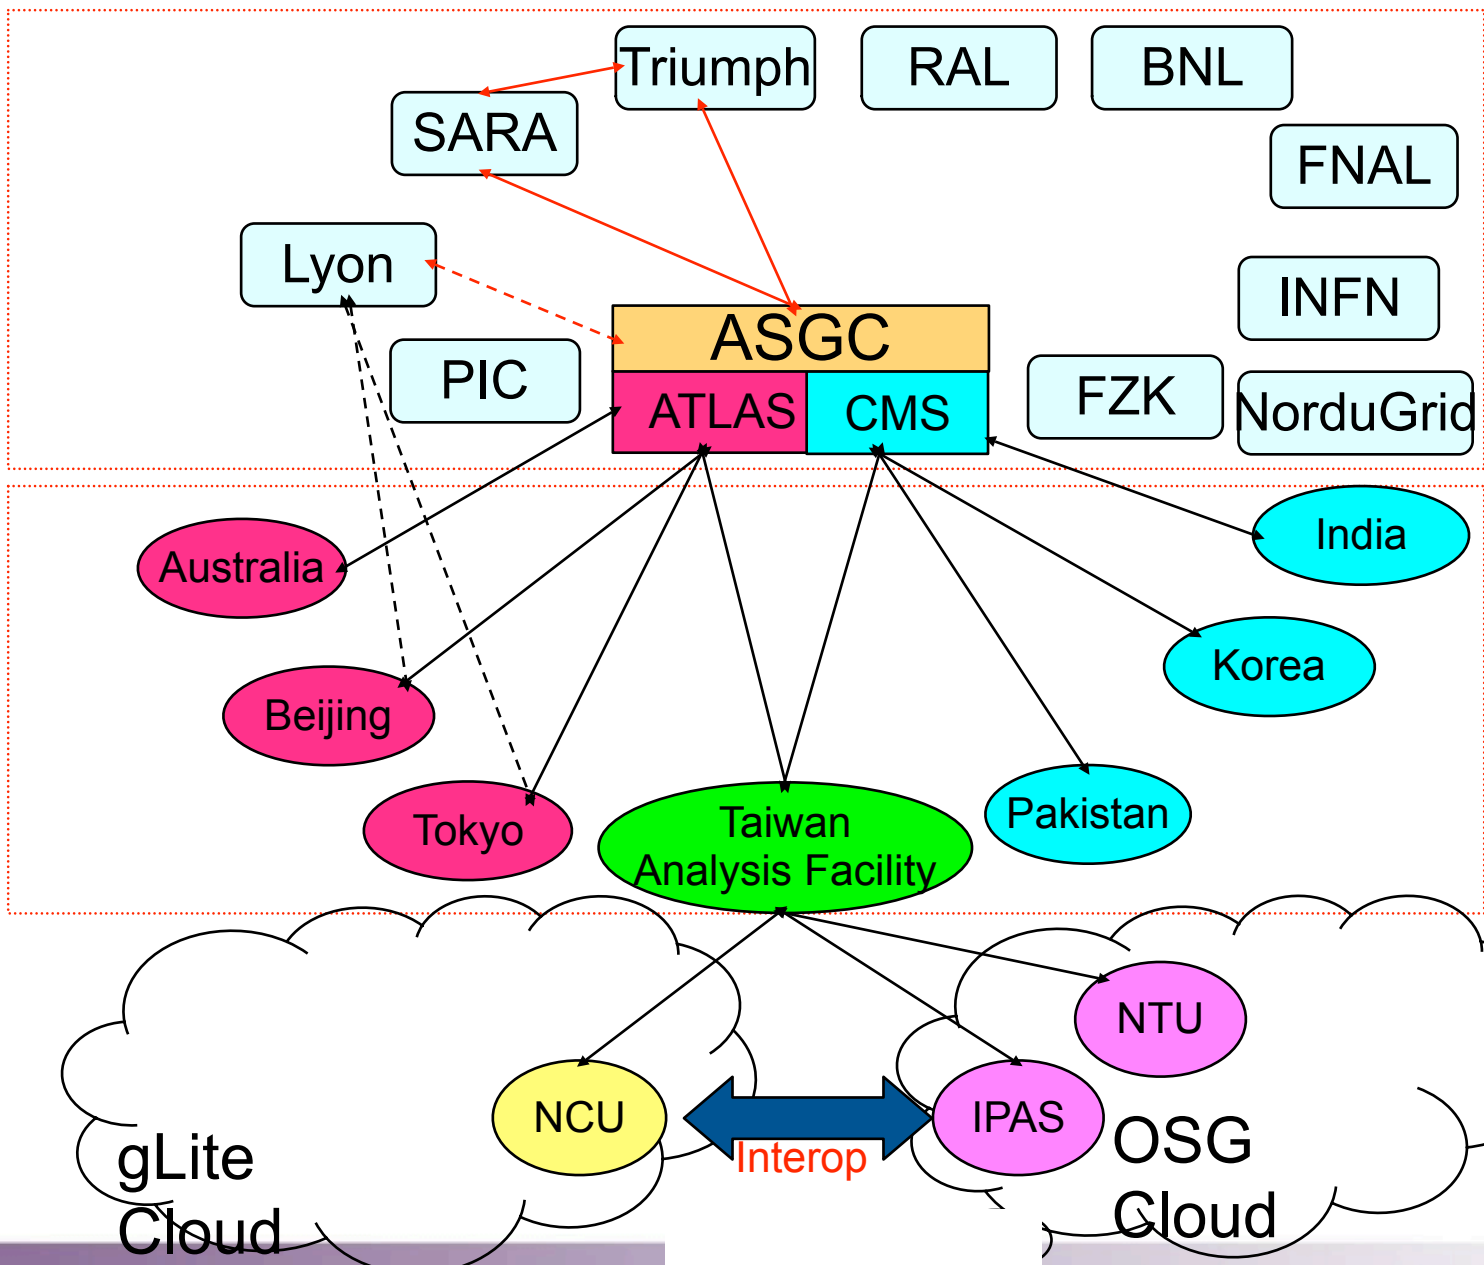 Triumph
RAL
BNL
SARA
FNAL
Lyon
INFN
ASGC
PIC
ATLAS
CMS
FZK
NorduGrid
India
Australia
Korea
Beijing
Tokyo
Taiwan
Analysis Facility
Pakistan
NTU
NCU
IPAS
Interop
gLite
Cloud
OSG
Cloud